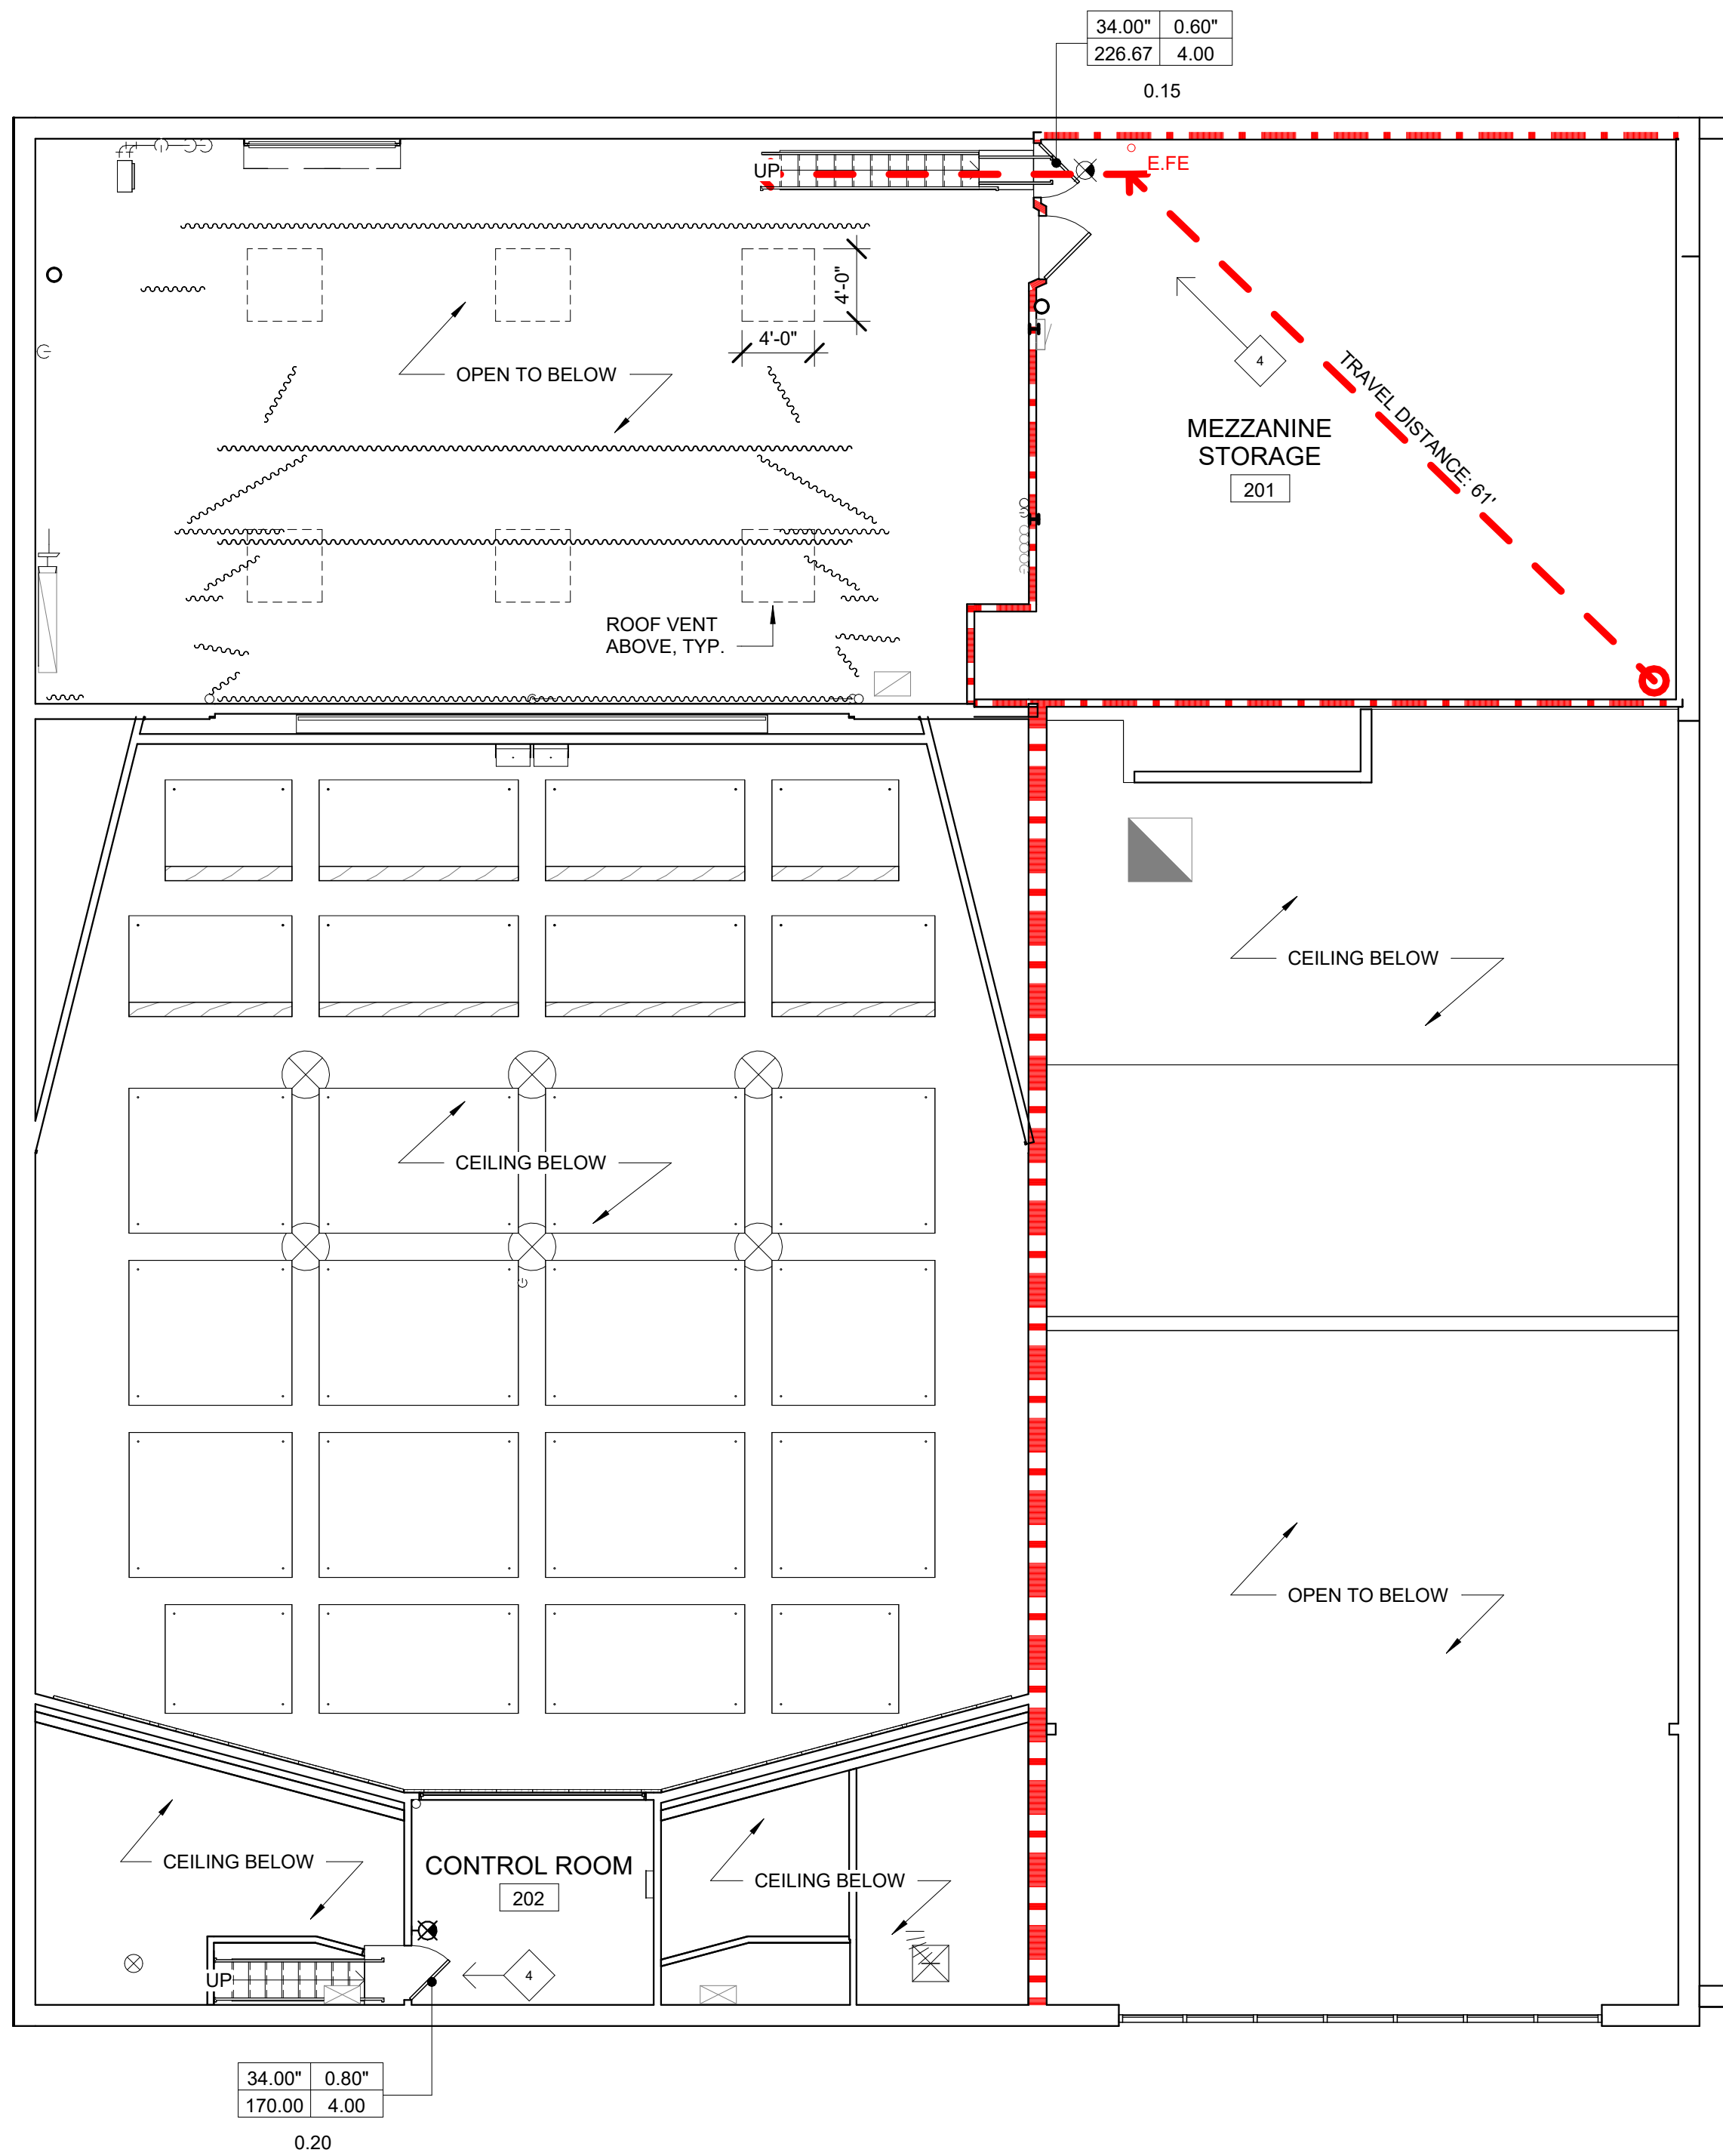 34.00" 0.60"
226.67 4.00
0.15
UP
E.FE
4'-0"
4'-0"
OPEN TO BELOW
4
TRAVEL DISTANCE: 61'
MEZZANINE
STORAGE
201
ROOF VENT
ABOVE, TYP.
CEILING BELOW
CEILING BELOW
OPEN TO BELOW
CEILING BELOW
CONTROL ROOM
202
CEILING BELOW
UP
4
34.00" 0.80"
170.00 4.00
0.20